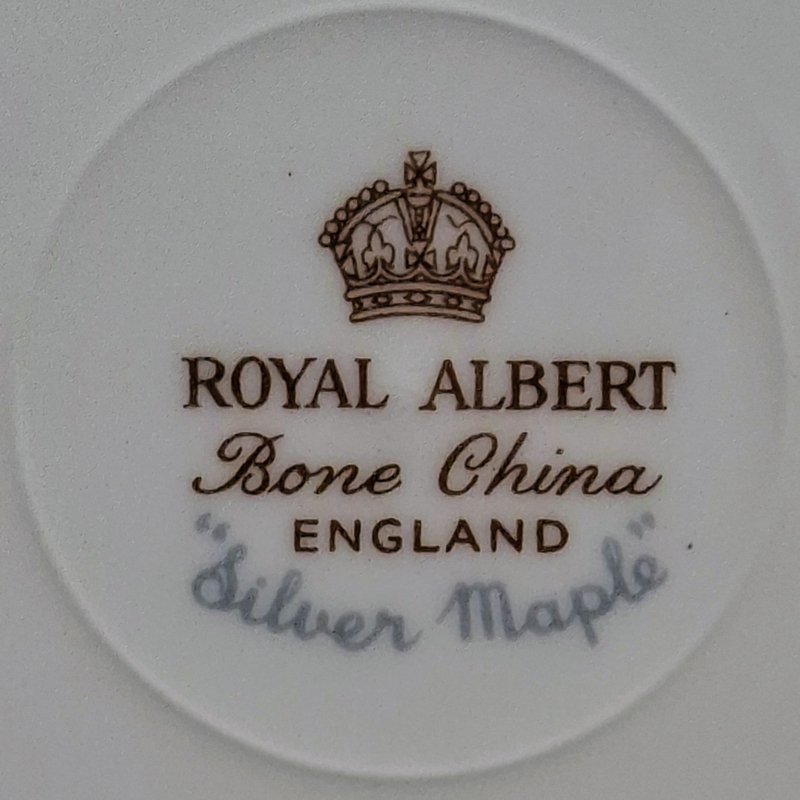 ROYAL ALBERT
Bone China
ENGLAND
"Silver Maple"